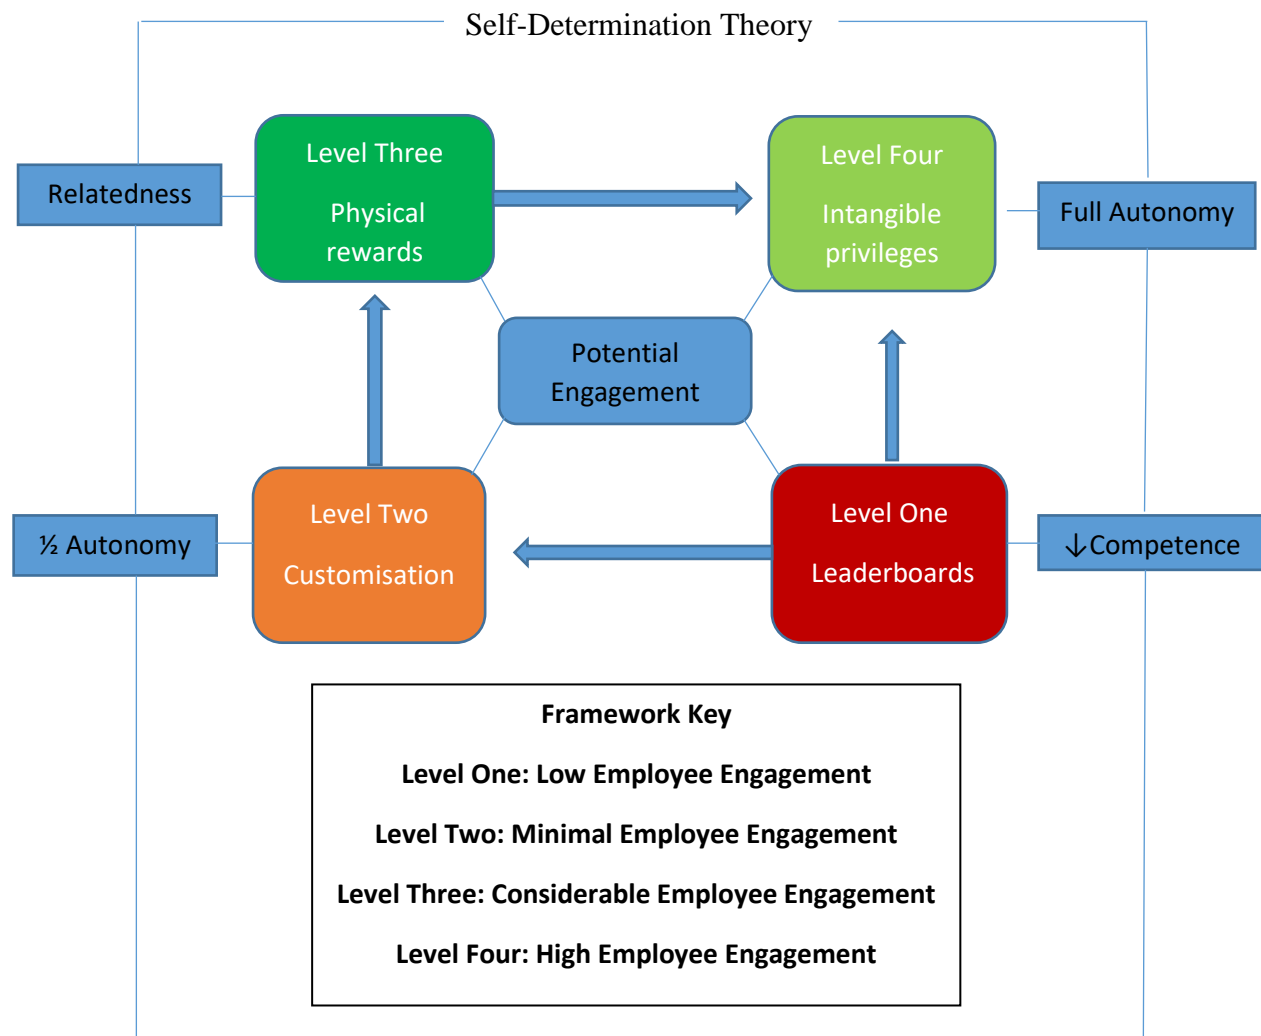 Self-Determination Theory
Level Three
Physical
rewards
Level Four
Intangible
privileges
Relatedness
Full Autonomy
Potential
Engagement
Level Two
Customisation
Level One
Leaderboards
½ Autonomy
↓Competence
Framework Key
Level One: Low Employee Engagement
Level Two: Minimal Employee Engagement
Level Three: Considerable Employee Engagement
Level Four: High Employee Engagement